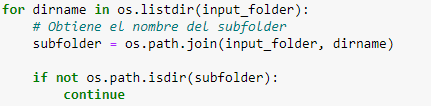 for dirname in os.listdir(input_folder):
    # Obtiene el nombre del subfolder
    subfolder = os.path.join(input_folder, dirname)

    if not os.path.isdir(subfolder):
        continue